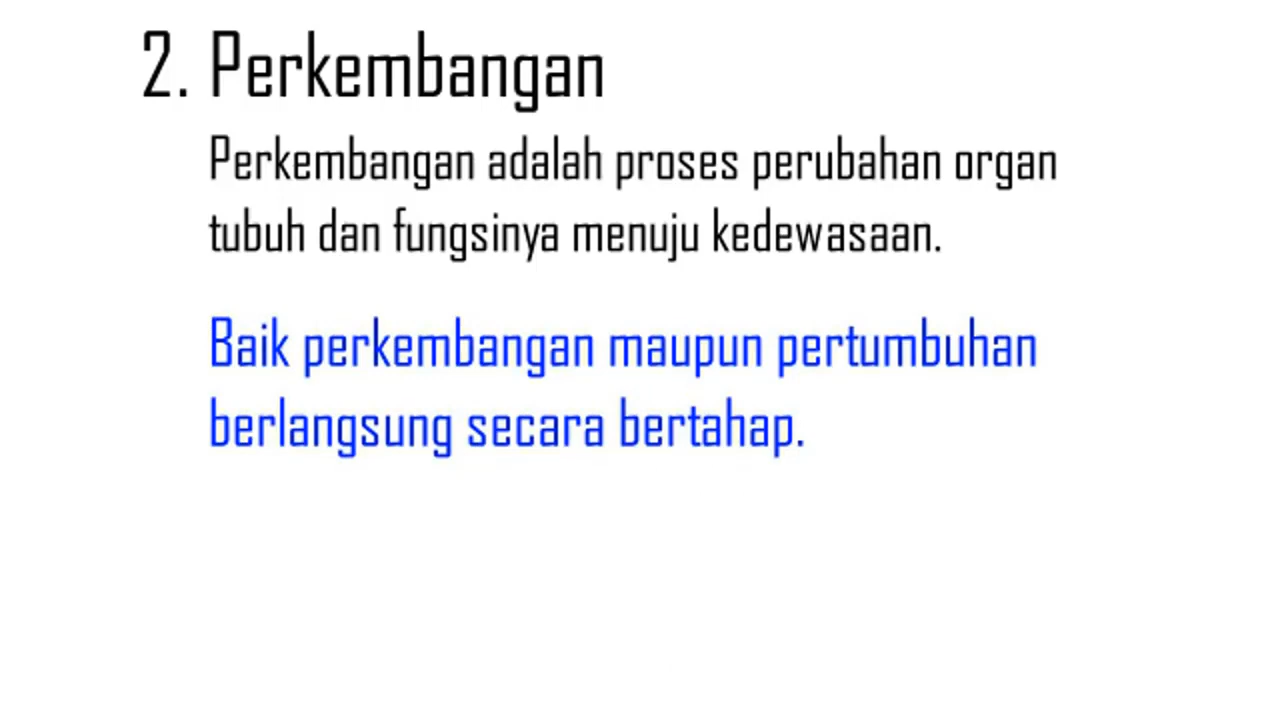 2. Perkembangan
Perkembangan adalah proses perubahan organ
tubuh dan fungsinya menuju kedewasaan.
Baik perkembangan maupun pertumbuhan
berlangsung secara bertahap.